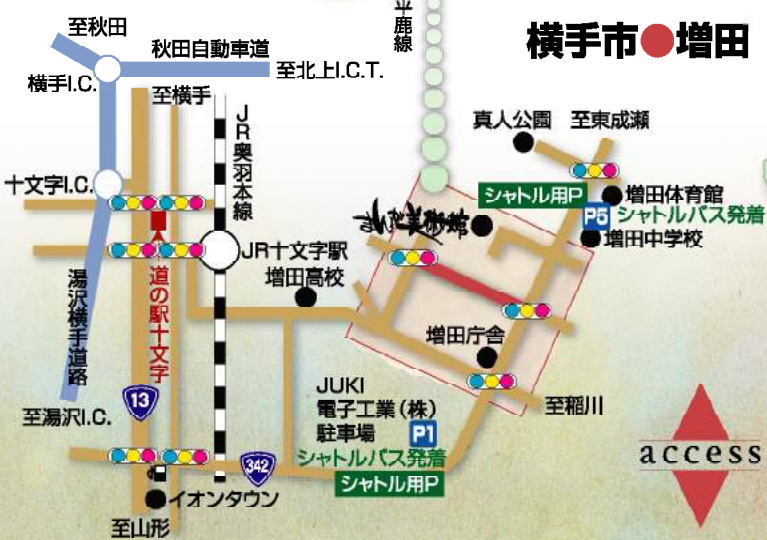 至秋田
秋田自動車道
平鹿線
横手市●増田
横手I.C.
至北上I.C.T.
至横手
JR奥羽本線
真人公園
至東成瀬
十文字I.C.
シャトル用P
増田体育館
P5
シャトルバス発着
まんが美術館
増田中学校
JR十文字駅
増田高校
道の駅十文字
湯沢横手道路
増田庁舎
13
JUKI
電子工業(株)
駐車場
P1
至稲川
至湯沢I.C.
シャトルバス発着
342
シャトル用P
access
イオンタウン
至山形